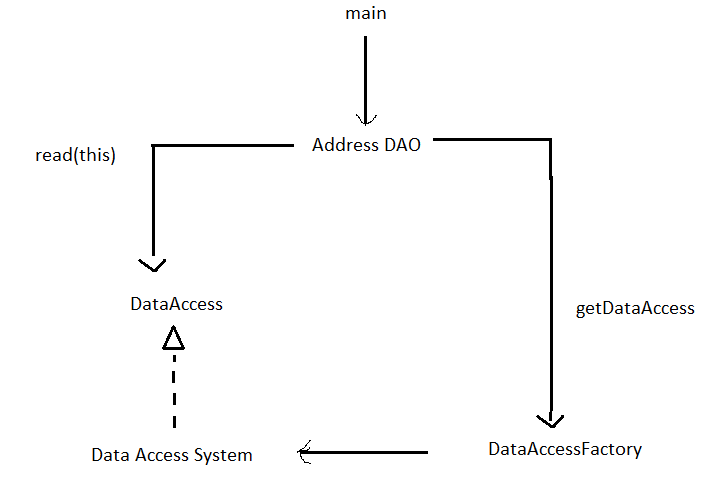 main
Address DAO
read(this)
DataAccess
getDataAccess
Data Access System
DataAccessFactory